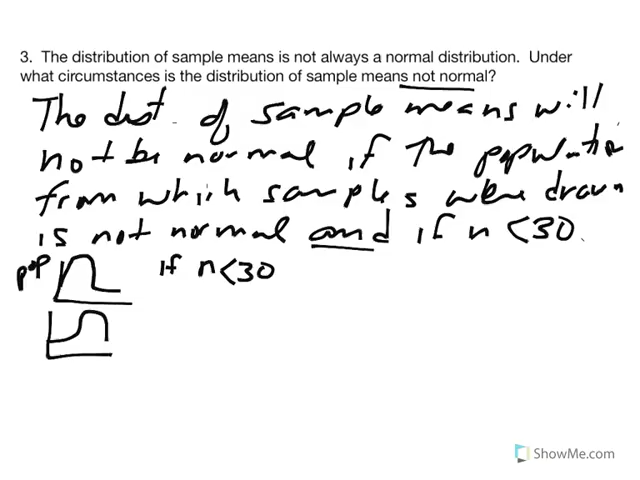 3. The distribution of sample means is not always a normal distribution. Under
what circumstances is the distribution of sample means not normal?
The dist. of sample means will
not be normal if the population
from which samples were drawn
is not normal and if n < 30.
pop if n < 30
ShowMe.com